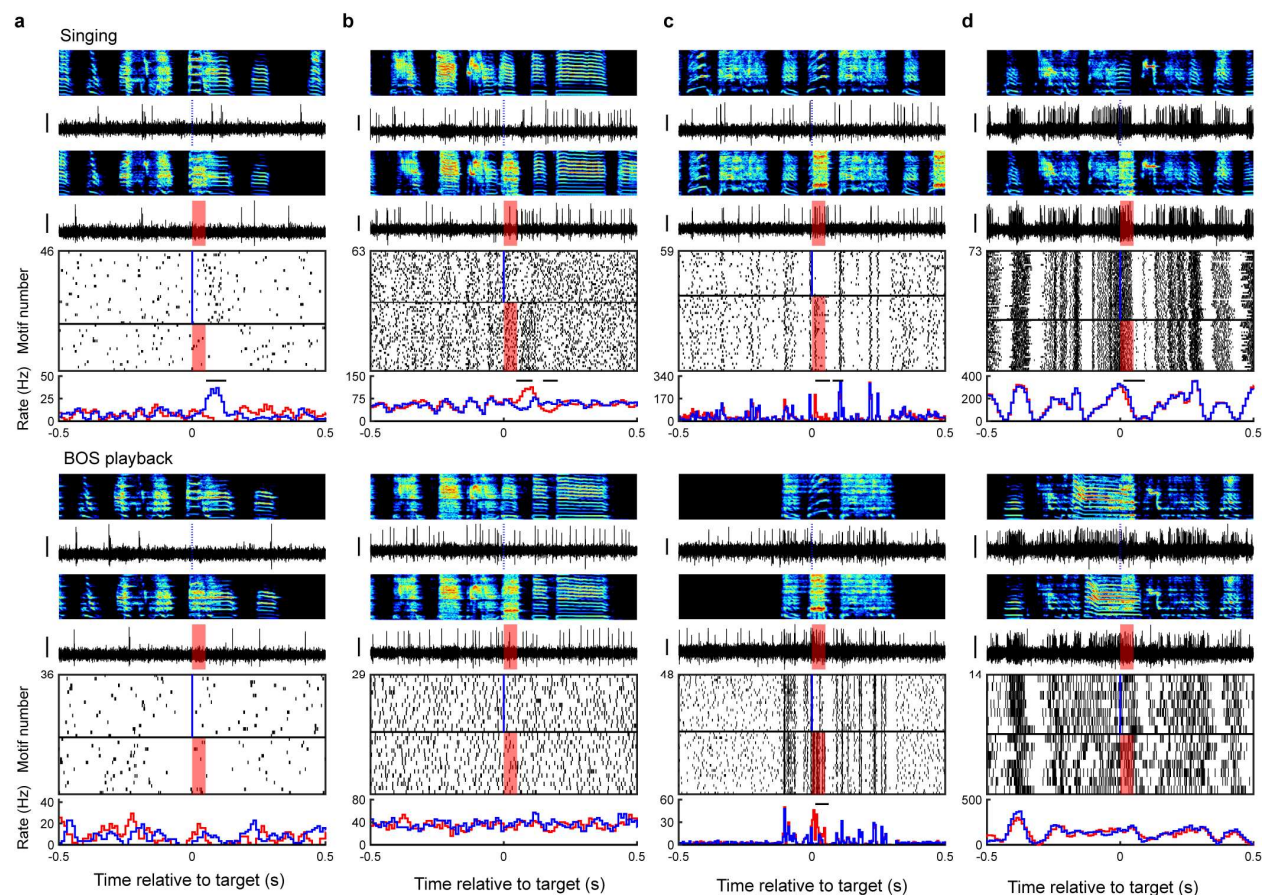 a b c d
Singing
Motif number
46 63 59 73
Rate (Hz)
50 150 340 400
25 75 170 200
0 0 0 0
-0.5 0 0.5 -0.5 0 0.5 -0.5 0 0.5 -0.5 0 0.5
BOS playback
Motif number
36 29 48 14
Rate (Hz)
40 80 60 500
20 40 30
0 0 0 0
-0.5 0 0.5 -0.5 0 0.5 -0.5 0 0.5 -0.5 0 0.5
Time relative to target (s) Time relative to target (s) Time relative to target (s) Time relative to target (s)